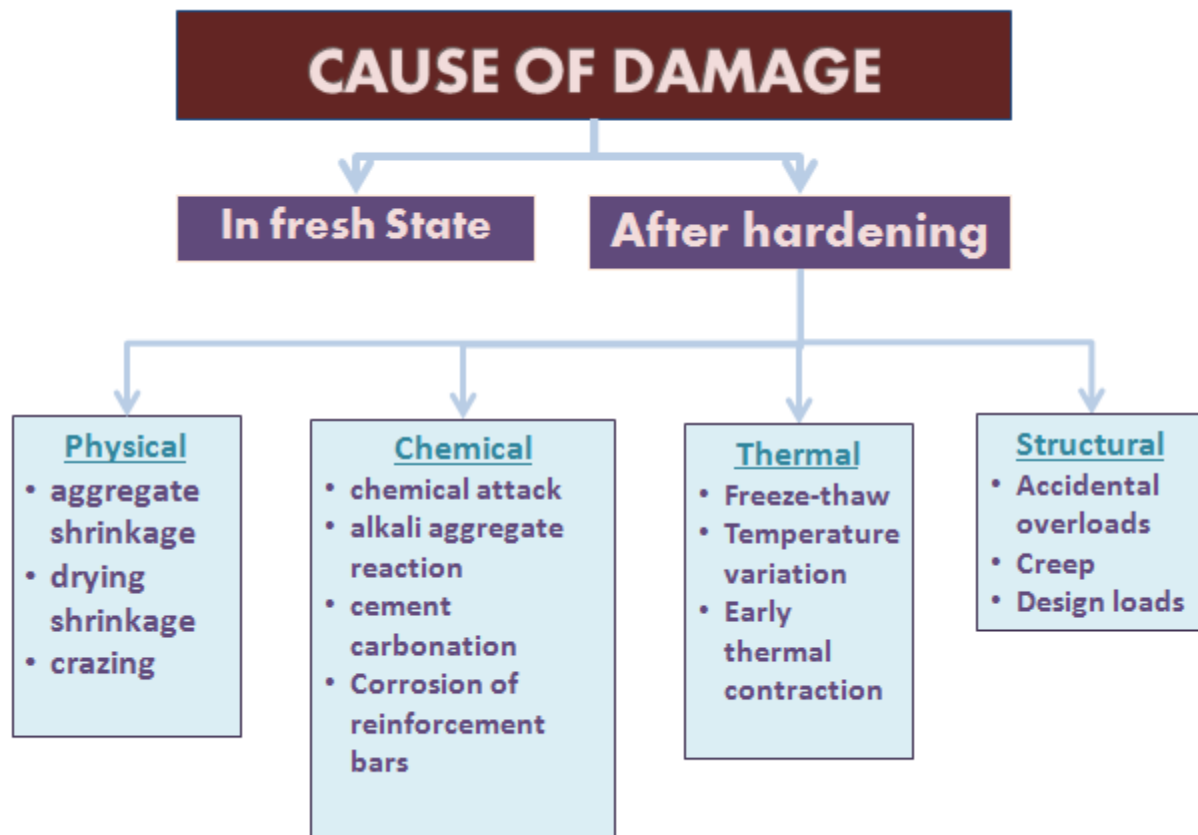 CAUSE OF DAMAGE
In fresh State
After hardening
Physical
• aggregate
shrinkage
• drying
shrinkage
• crazing
Chemical
• chemical attack
• alkali aggregate
reaction
• cement
carbonation
• Corrosion of
reinforcement
bars
Thermal
• Freeze-thaw
• Temperature
variation
• Early
thermal
contraction
Structural
• Accidental
overloads
• Creep
• Design loads